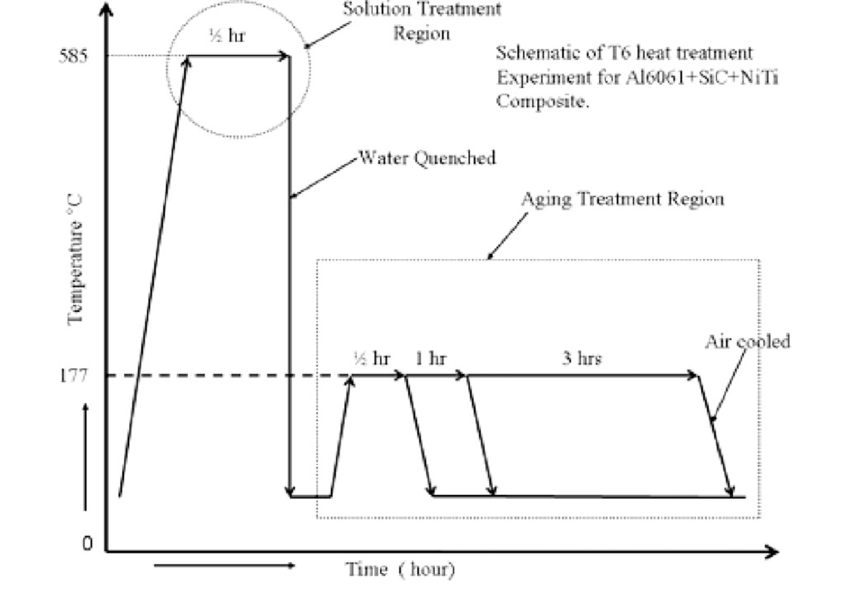 Solution Treatment
Region
½ hr
585
Schematic of T6 heat treatment
Experiment for Al6061+SiC+NiTi
Composite.
Water Quenched
Aging Treatment Region
Temperature °C
Air cooled
½ hr
1 hr
3 hrs
177
0
Time ( hour)